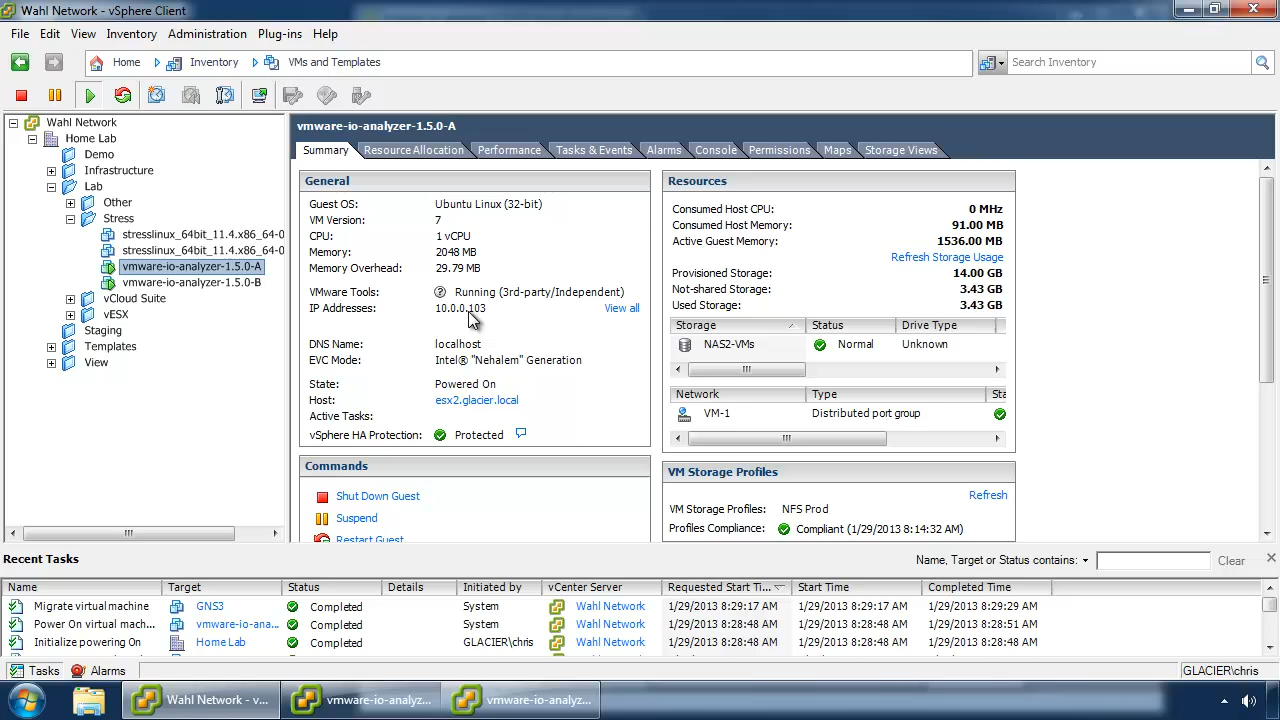 Wahl Network - vSphere Client
File Edit View Inventory Administration Plug-ins Help
Home Inventory VMs and Templates Search Inventory
Wahl Network
Home Lab
Demo
Infrastructure
Lab
Other
Stress
stresslinux_64bit_11.4.x86_64-0
stresslinux_64bit_11.4.x86_64-0
vmware-io-analyzer-1.5.0-A
vmware-io-analyzer-1.5.0-B
vCloud Suite
vESX
Staging
Templates
View
vmware-io-analyzer-1.5.0-A
Summary Resource Allocation Performance Tasks & Events Alarms Console Permissions Maps Storage Views
General
Guest OS: Ubuntu Linux (32-bit)
VM Version: 7
CPU: 1 vCPU
Memory: 2048 MB
Memory Overhead: 29.79 MB
VMware Tools: Running (3rd-party/Independent)
IP Addresses: 10.0.0.103 View all
DNS Name: localhost
EVC Mode: Intel® "Nehalem" Generation
State: Powered On
Host: esx2.glacier.local
Active Tasks:
vSphere HA Protection: Protected
Commands
Shut Down Guest
Suspend
Restart Guest
Resources
Consumed Host CPU: 0 MHz
Consumed Host Memory: 91.00 MB
Active Guest Memory: 1536.00 MB
Refresh Storage Usage
Provisioned Storage: 14.00 GB
Not-shared Storage: 3.43 GB
Used Storage: 3.43 GB
Storage Status Drive Type
NAS2-VMs Normal Unknown
Network Type Sta
VM-1 Distributed port group
VM Storage Profiles
Refresh
VM Storage Profiles: NFS Prod
Profiles Compliance: Compliant (1/29/2013 8:14:32 AM)
Recent Tasks Name, Target or Status contains: Clear
Name Target Status Details Initiated by vCenter Server Requested Start Ti... Start Time Completed Time
Migrate virtual machine GNS3 Completed System Wahl Network 1/29/2013 8:29:17 AM 1/29/2013 8:29:17 AM 1/29/2013 8:29:29 AM
Power On virtual mach... vmware-io-ana... Completed System Wahl Network 1/29/2013 8:28:48 AM 1/29/2013 8:28:48 AM 1/29/2013 8:28:51 AM
Initialize powering On Home Lab Completed GLACIER\chris Wahl Network 1/29/2013 8:28:48 AM 1/29/2013 8:28:48 AM 1/29/2013 8:28:48 AM
Tasks Alarms GLACIER\chris
Wahl Network - v... vmware-io-analyz... vmware-io-analyz...